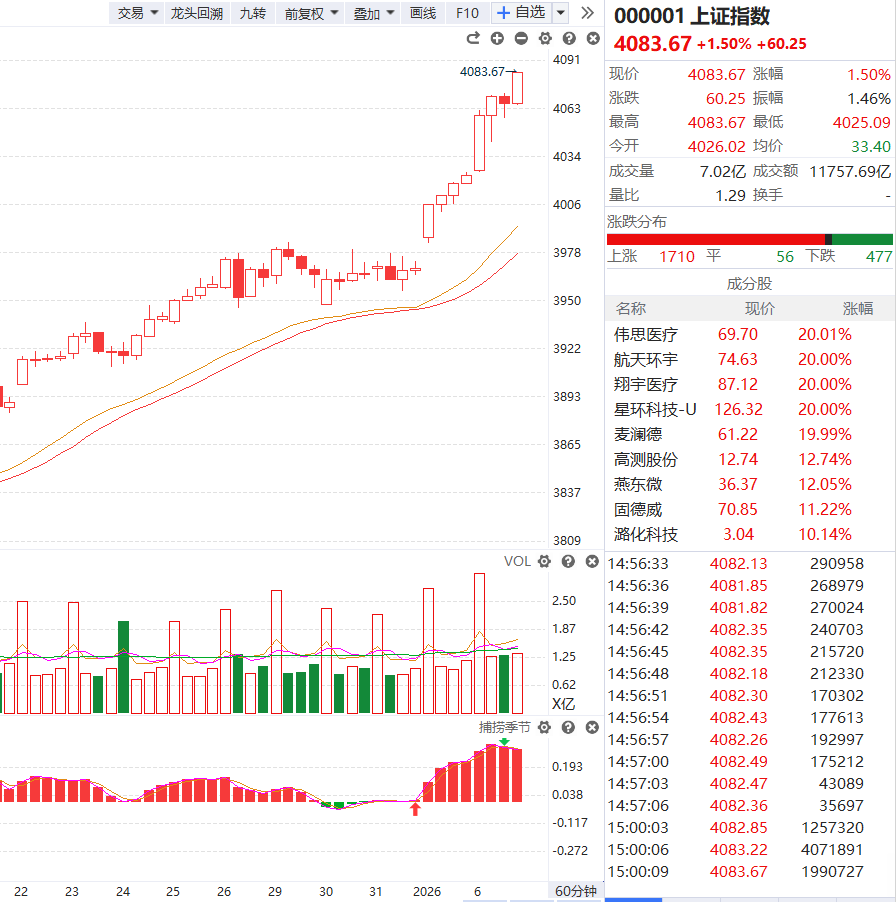 交易 龙头回溯 九转 前复权 叠加 画线 F10 + 自选
000001 上证指数
4083.67 +1.50% +60.25
现价 4083.67 涨幅 1.50%
涨跌 60.25 振幅 1.46%
最高 4083.67 最低 4025.09
今开 4026.02 均价 33.40
成交量 7.02亿 成交额 11757.69亿
量比 1.29 换手 -
涨跌分布
上涨 1710 平 56 下跌 477
成分股
名称 现价 涨幅
伟思医疗 69.70 20.01%
航天环宇 74.63 20.00%
翔宇医疗 87.12 20.00%
星环科技-U 126.32 20.00%
麦澜德 61.22 19.99%
高测股份 12.74 12.74%
燕东微 36.37 12.05%
固德威 70.85 11.22%
潞化科技 3.04 10.14%
14:56:33 4082.13 290958
14:56:36 4081.85 268979
14:56:39 4081.82 270024
14:56:42 4082.35 240703
14:56:45 4082.35 215720
14:56:48 4082.18 212330
14:56:51 4082.30 170302
14:56:54 4082.43 177613
14:56:57 4082.26 192997
14:57:00 4082.49 175212
14:57:03 4082.47 43089
14:57:06 4082.36 35697
15:00:03 4082.85 1257320
15:00:06 4083.22 4071891
15:00:09 4083.67 1990727
4091
4083.67
4063
4034
4006
3978
3950
3922
3893
3865
3837
3809
VOL
2.50
1.87
1.25
0.62
X亿
捕捞季节
0.193
0.038
-0.117
-0.272
22 23 24 25 26 29 30 31 2026 6 60分钟